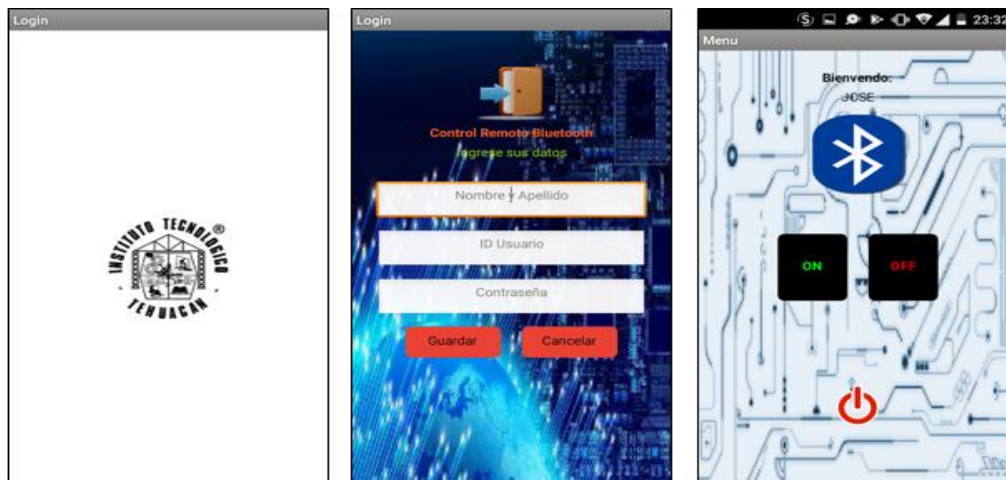 Login
INSTITUTO TECNOLOGICO ®
TEHUACAN
Login
Control Remoto Bluetooth
Ingrese sus datos
Nombre y Apellido
ID Usuario
Contraseña
Guardar
Cancelar
23:32
Menu
Bienvendo:
JOSE
ON
OFF